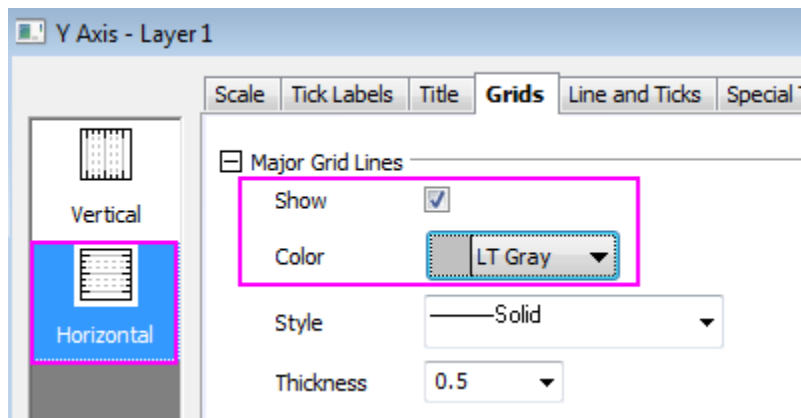 Y Axis - Layer 1
Scale Tick Labels Title Grids Line and Ticks Special
Major Grid Lines
Vertical
Show
Color LT Gray
Horizontal
Style Solid
Thickness 0.5